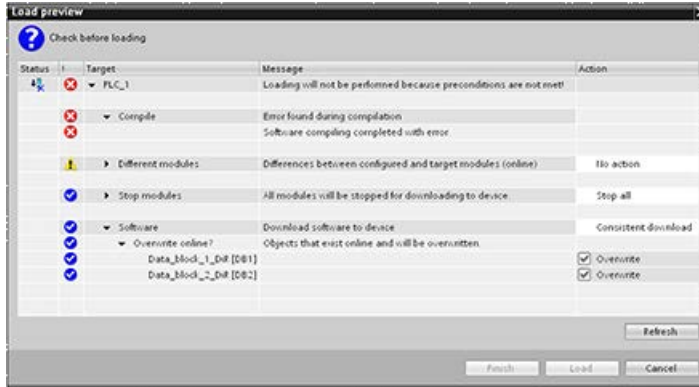 Load preview
Check before loading
Status ! Target Message Action
PLC_1 Loading will not be performed because preconditions are not met!
Compile Error found during compilation
Software compiling completed with error
Different modules Differences between configured and target modules (online) No action
Stop modules All modules will be stopped for downloading to device. Stop all
Software Download software to device Consistent download
Overwrite online? Objects that exist online and will be overwritten.
Data_block_1_Dif [DB1] Overwrite
Data_block_2_Dif [DB2] Overwrite
Refresh
Finish Load Cancel